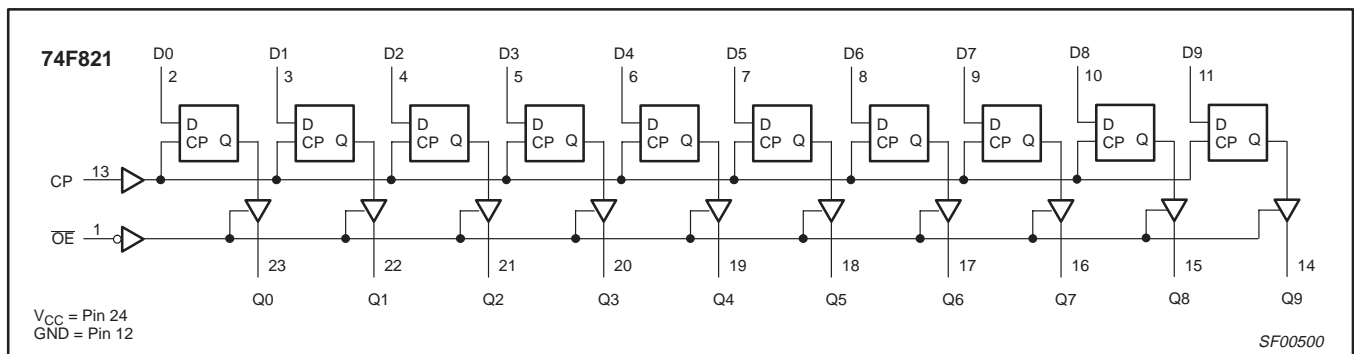 74F821
D0 D1 D2 D3 D4 D5 D6 D7 D8 D9
2 3 4 5 6 7 8 9 10 11
D D D D D D D D D D
CP Q CP Q CP Q CP Q CP Q CP Q CP Q CP Q CP Q CP Q
CP 13
OE 1
23 22 21 20 19 18 17 16 15 14
Q0 Q1 Q2 Q3 Q4 Q5 Q6 Q7 Q8 Q9
VCC = Pin 24
GND = Pin 12
SF00500